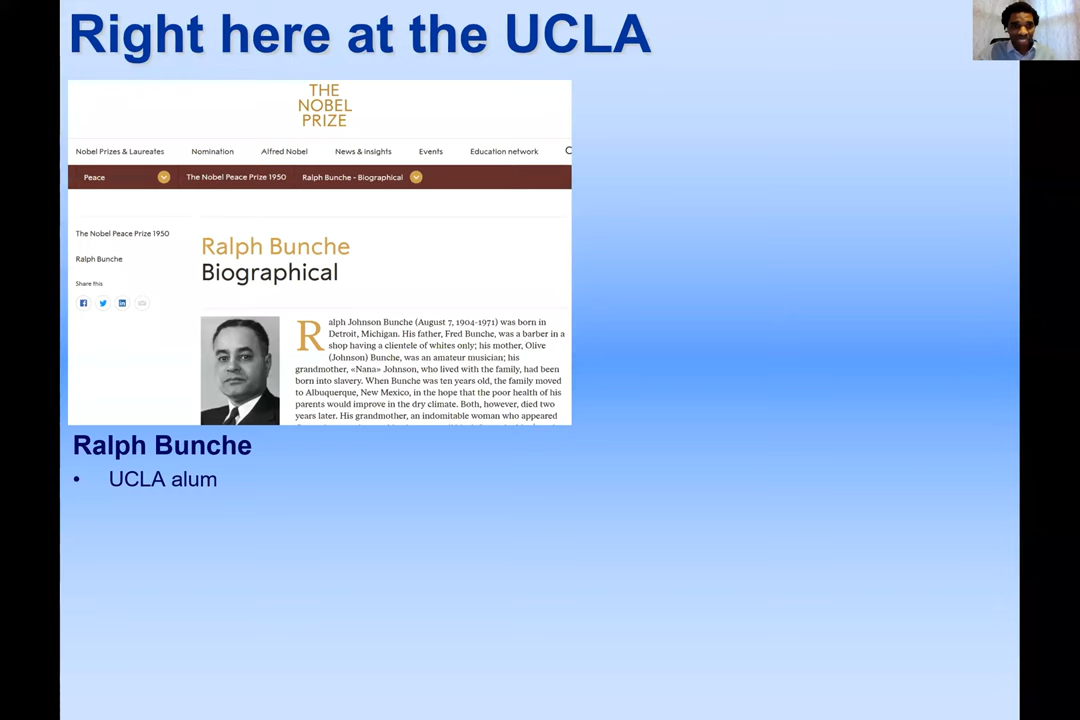 Right here at the UCLA
THE
NOBEL
PRIZE
Nobel Prizes & Laureates Nomination Alfred Nobel News & insights Events Education network
Peace The Nobel Peace Prize 1950 Ralph Bunche - Biographical
The Nobel Peace Prize 1950
Ralph Bunche
Share this
Ralph Bunche
Biographical
Ralph Johnson Bunche (August 7, 1904-1971) was born in
Detroit, Michigan. His father, Fred Bunche, was a barber in a
shop having a clientele of whites only; his mother, Olive
(Johnson) Bunche, was an amateur musician; his
grandmother, «Nana» Johnson, who lived with the family, had been
born into slavery. When Bunche was ten years old, the family moved
to Albuquerque, New Mexico, in the hope that the poor health of his
parents would improve in the dry climate. Both, however, died two
years later. His grandmother, an indomitable woman who appeared
Ralph Bunche
• UCLA alum